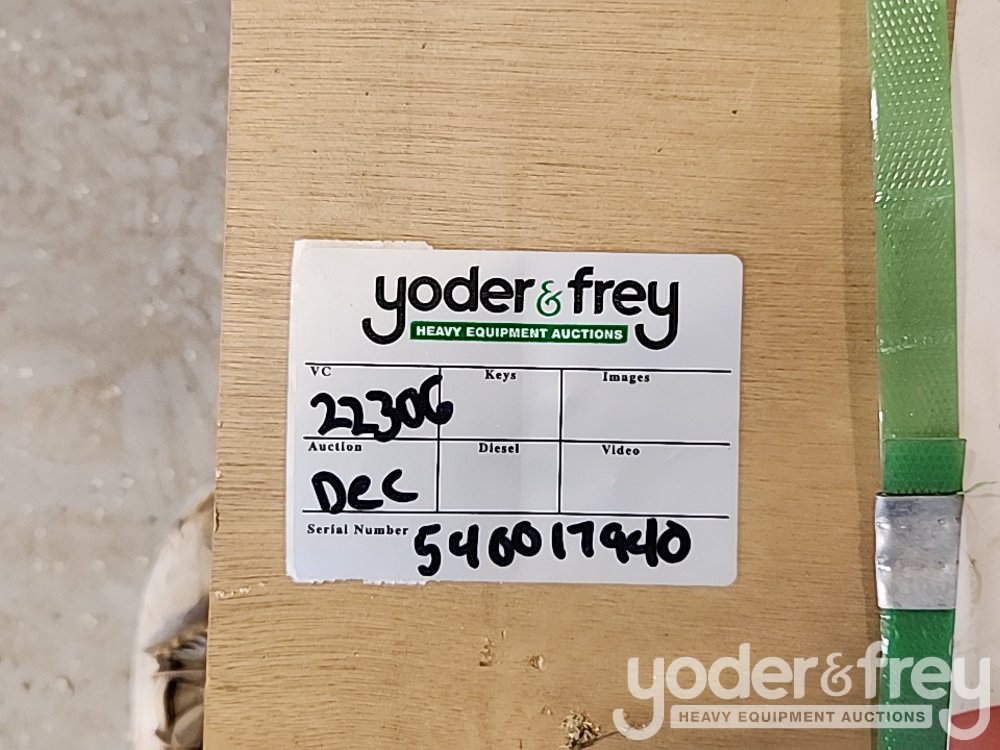 yoder & frey
HEAVY EQUIPMENT AUCTIONS
VC Keys Images
22306
Auction Diesel Video
Dec
Serial Number 5400017940
yoder & frey
HEAVY EQUIPMENT AUCTIONS